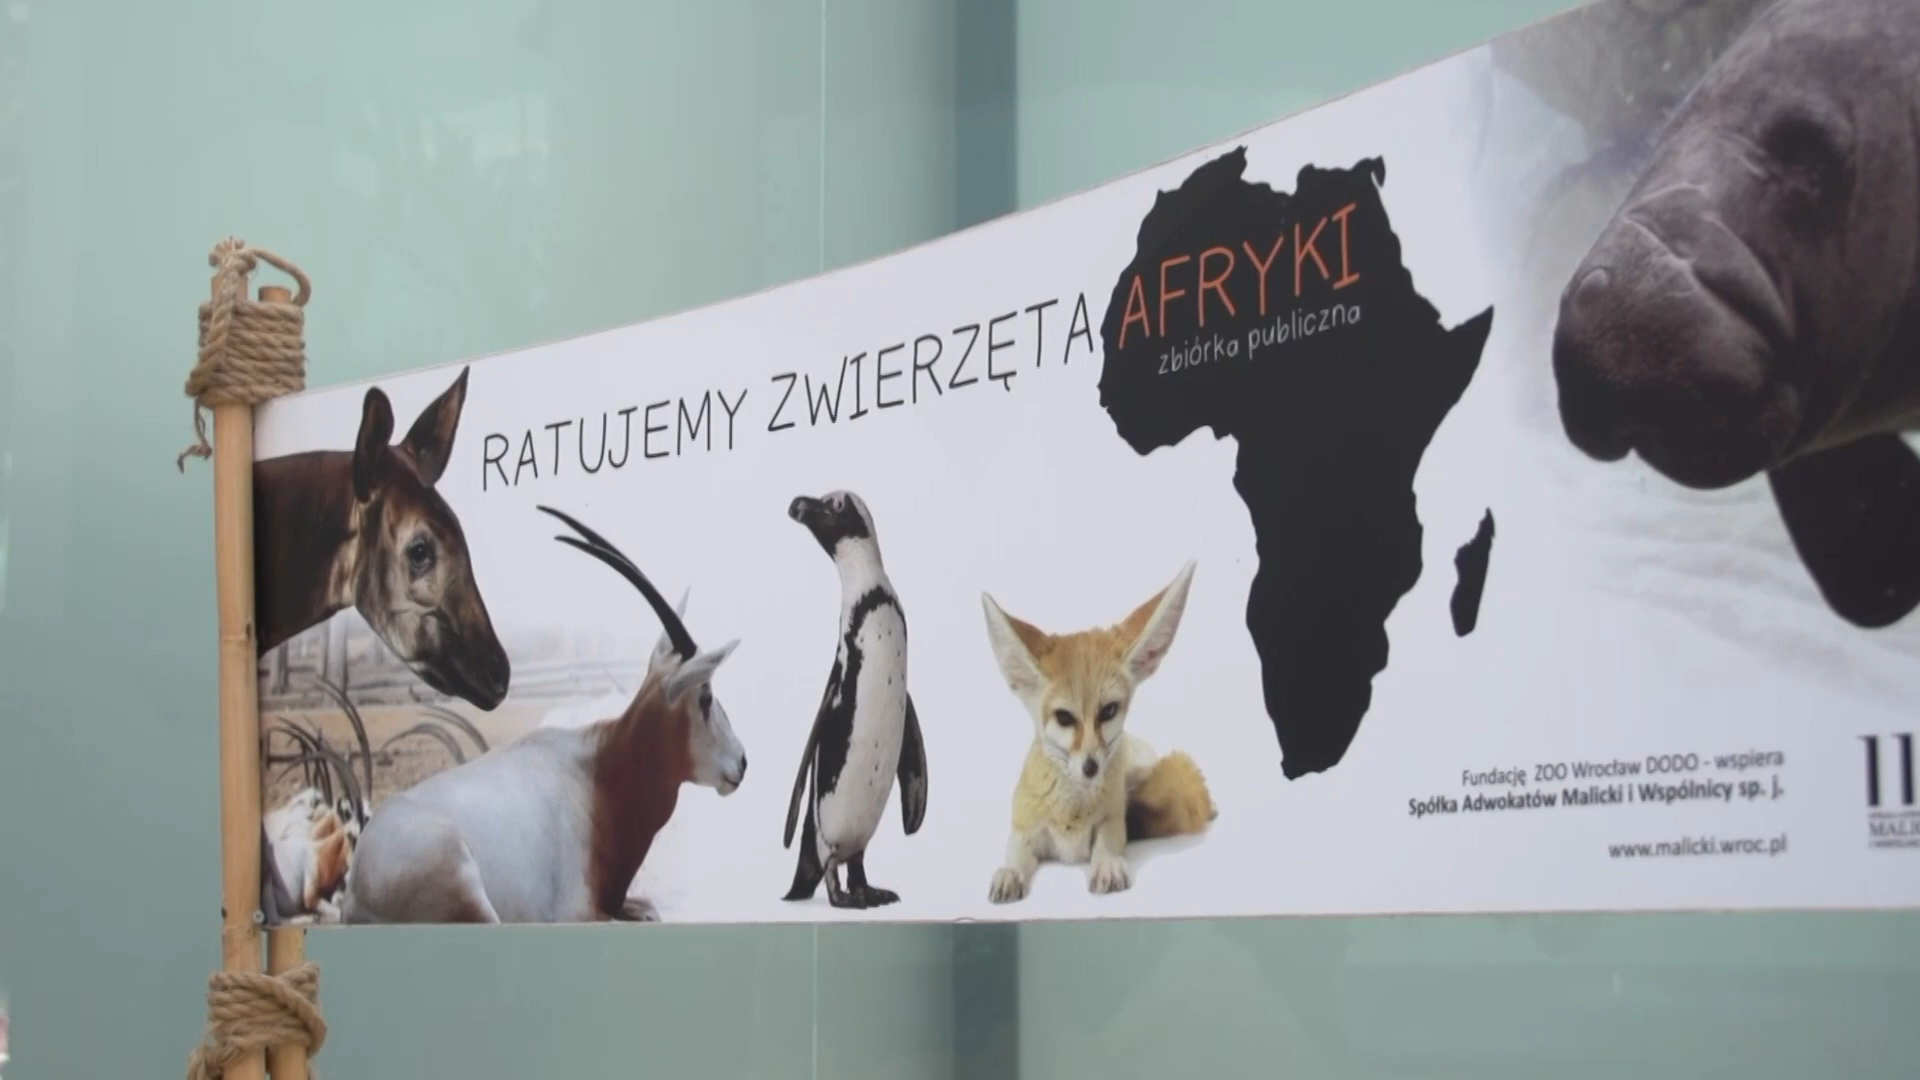 RATUJEMY ZWIERZĘTA AFRYKI
zbiórka publiczna
Fundację ZOO Wrocław DODO - wspiera
Spółka Adwokatów Malicki i Wspólnicy sp. j.
www.malicki.wroc.pl